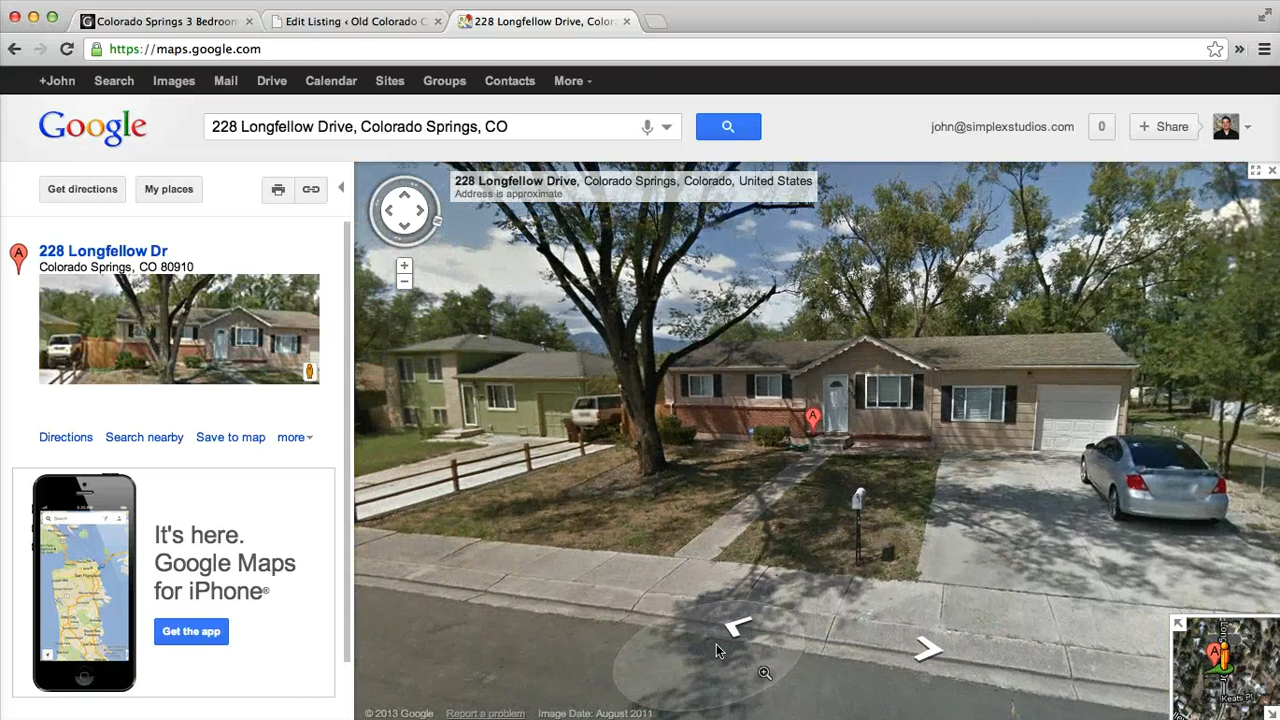 Colorado Springs 3 Bedroom
Edit Listing ‹ Old Colorado C
228 Longfellow Drive, Color
https://maps.google.com
+John Search Images Mail Drive Calendar Sites Groups Contacts More
Google
228 Longfellow Drive, Colorado Springs, CO
john@simplexstudios.com
0
+ Share
Get directions
My places
228 Longfellow Drive, Colorado Springs, Colorado, United States
Address is approximate
A
228 Longfellow Dr
Colorado Springs, CO 80910
A
Directions Search nearby Save to map more
Search
It's here.
Google Maps
for iPhone®
Get the app
A
Keats Pl
© 2013 Google Report a problem Image Date: August 2011